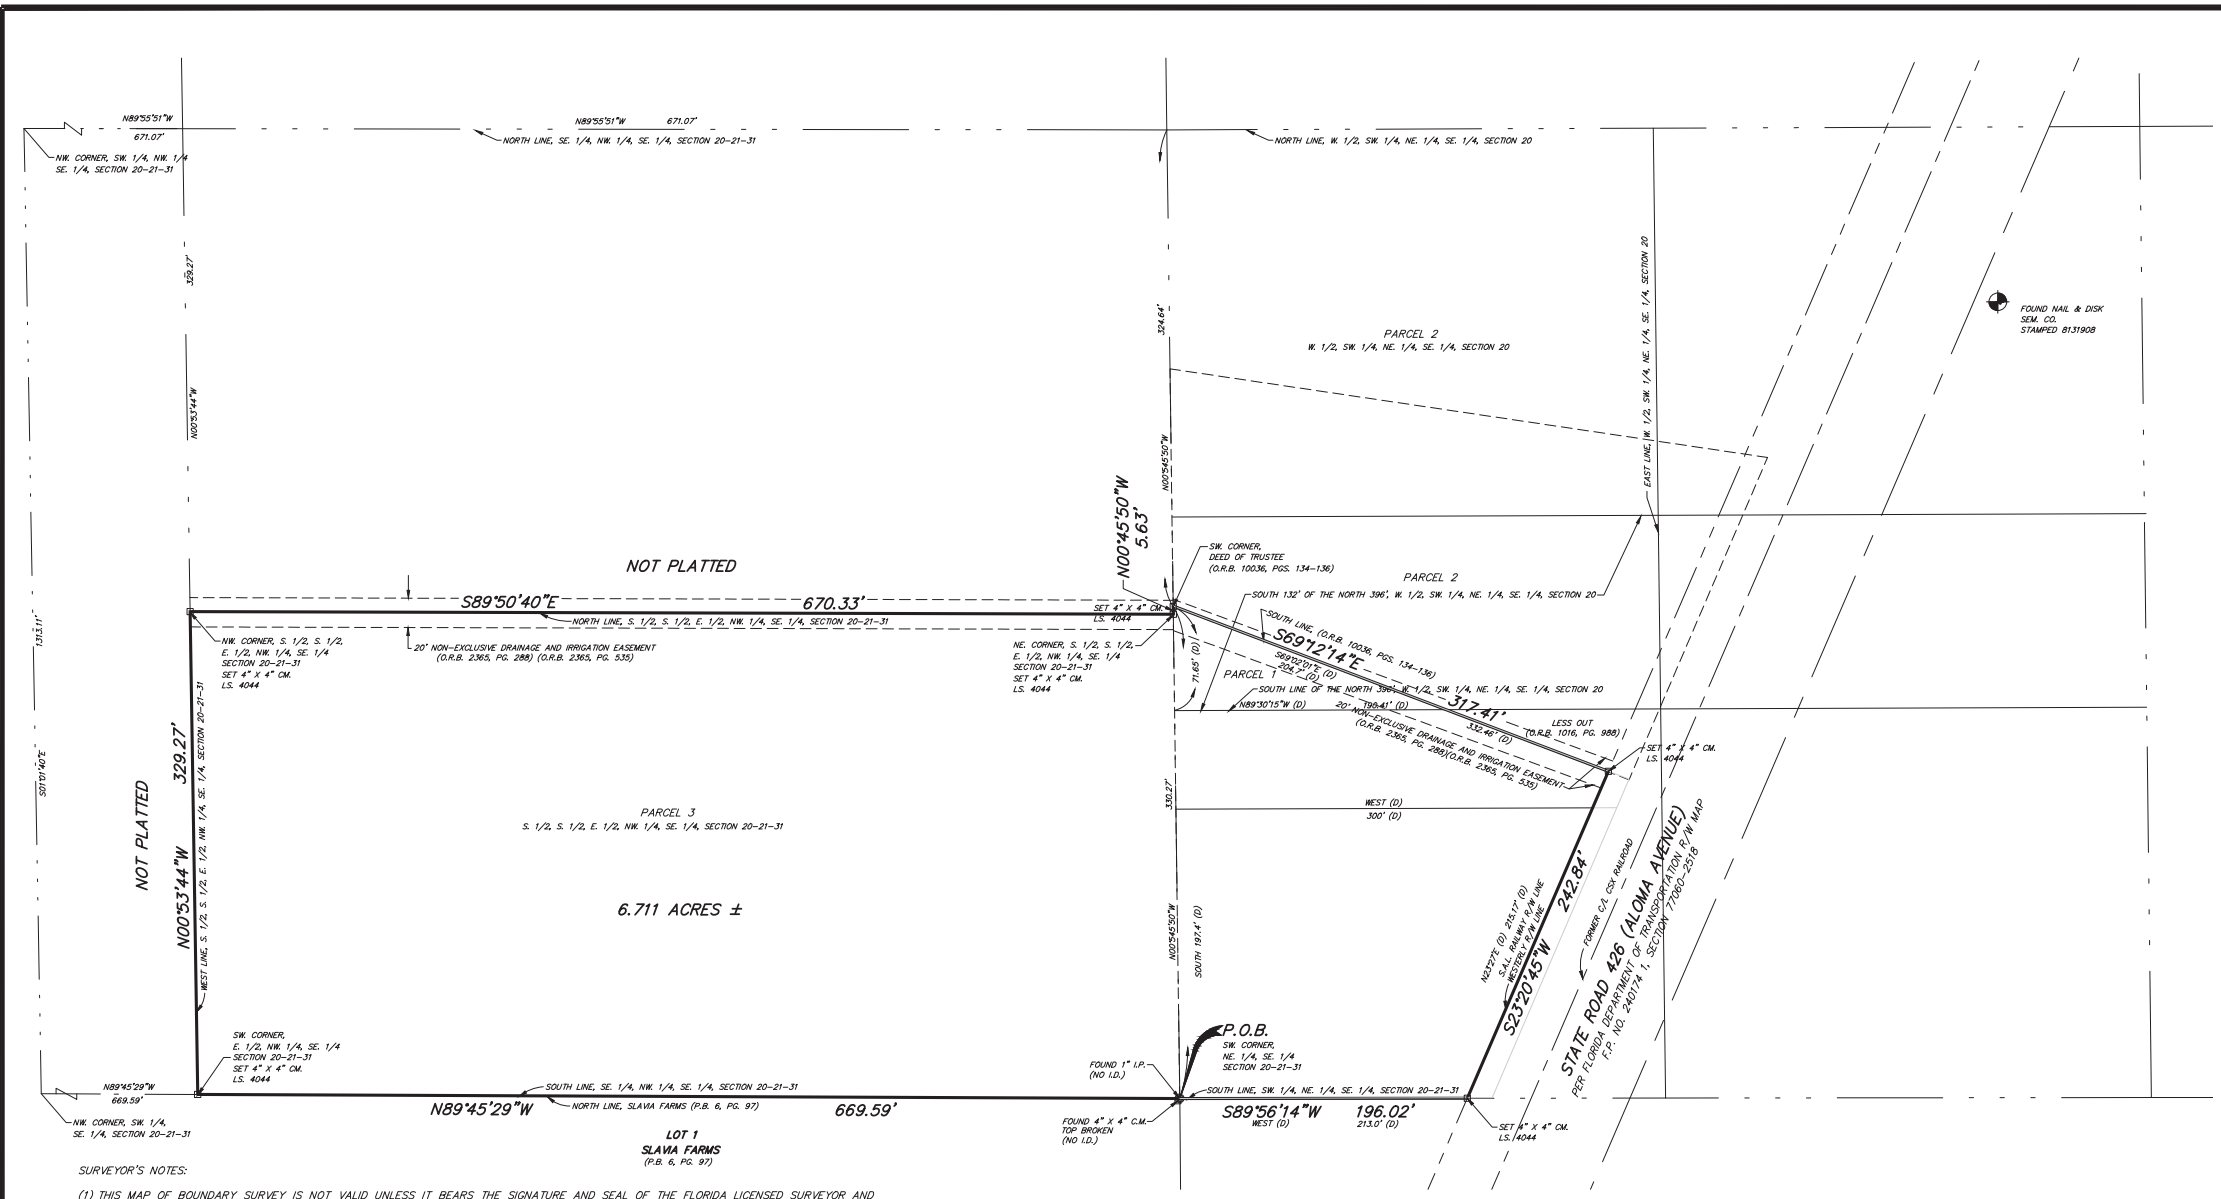 N89°55'51"W
671.07'
NW. CORNER, SW. 1/4, NW. 1/4
SE. 1/4, SECTION 20-21-31
N89°55'51"W 671.07'
NORTH LINE, SE. 1/4, NW. 1/4, SE. 1/4, SECTION 20-21-31
NORTH LINE, W. 1/2, SW. 1/4, NE. 1/4, SE. 1/4, SECTION 20
329.27'
N00°53'44"W
324.64'
N00°45'50"W
EAST LINE, W. 1/2, SW. 1/4, NE. 1/4, SE. 1/4, SECTION 20
FOUND NAIL & DISK
SEM. CO.
STAMPED 8131908
PARCEL 2
W. 1/2, SW. 1/4, NE. 1/4, SE. 1/4, SECTION 20
N00°45'50"W
5.63'
NOT PLATTED
SW. CORNER,
DEED OF TRUSTEE
(O.R.B. 10036, PGS. 134-136)
PARCEL 2
SOUTH 132' OF THE NORTH 396', W. 1/2, SW. 1/4, NE. 1/4, SE. 1/4, SECTION 20
S89°50'40"E 670.33'
NORTH LINE, S. 1/2, S. 1/2, E. 1/2, NW. 1/4, SE. 1/4, SECTION 20-21-31
SET 4" X 4" CM.
LS. 4044
SOUTH LINE, (O.R.B. 10036, PGS. 134-136)
S69°12'14"E
S69°02'01"E (D)
204.7' (D)
317.41'
332.46' (D)
NW. CORNER, S. 1/2, S. 1/2,
E. 1/2, NW. 1/4, SE. 1/4
SECTION 20-21-31
SET 4" X 4" CM.
LS. 4044
20' NON-EXCLUSIVE DRAINAGE AND IRRIGATION EASEMENT
(O.R.B. 2365, PG. 288) (O.R.B. 2365, PG. 535)
NE. CORNER, S. 1/2, S. 1/2,
E. 1/2, NW. 1/4, SE. 1/4
SECTION 20-21-31
SET 4" X 4" CM.
LS. 4044
71.65' (D)
PARCEL 1
SOUTH LINE OF THE NORTH 396', W. 1/2, SW. 1/4, NE. 1/4, SE. 1/4, SECTION 20
N89°30'15"W (D) 190.41' (D)
20' NON-EXCLUSIVE DRAINAGE AND IRRIGATION EASEMENT
(O.R.B. 2365, PG. 288)(O.R.B. 2365, PG. 535)
LESS OUT
(O.R.B. 1016, PG. 988)
SET 4" X 4" CM.
LS. 4044
1313.11'
S01°01'40"E
NOT PLATTED
329.27'
N00°53'44"W
WEST LINE, S. 1/2, S. 1/2, E. 1/2, NW. 1/4, SE. 1/4, SECTION 20-21-31
PARCEL 3
S. 1/2, S. 1/2, E. 1/2, NW. 1/4, SE. 1/4, SECTION 20-21-31
6.711 ACRES ±
330.27'
N00°45'50"W
SOUTH 197.4' (D)
WEST (D)
300' (D)
N23°27'E (D) 215.17' (D)
S.A.L. RAILWAY R/W LINE
WESTERLY R/W LINE
S23°20'45"W 242.84'
FORMER C/L CSX RAILROAD
STATE ROAD 426 (ALOMA AVENUE)
PER FLORIDA DEPARTMENT OF TRANSPORTATION R/W MAP
F.P. NO. 240174 1, SECTION 77060-2518
SW. CORNER,
E. 1/2, NW. 1/4, SE. 1/4
SECTION 20-21-31
SET 4" X 4" CM.
LS. 4044
P.O.B.
SW. CORNER,
NE. 1/4, SE. 1/4
SECTION 20-21-31
FOUND 1" I.P.
(NO I.D.)
N89°45'29"W
669.59'
NW. CORNER, SW. 1/4,
SE. 1/4, SECTION 20-21-31
SOUTH LINE, SE. 1/4, NW. 1/4, SE. 1/4, SECTION 20-21-31
N89°45'29"W 669.59'
NORTH LINE, SLAVIA FARMS (P.B. 6, PG. 97)
SOUTH LINE, SW. 1/4, NE. 1/4, SE. 1/4, SECTION 20-21-31
S89°56'14"W 196.02'
WEST (D) 213.0' (D)
FOUND 4" X 4" C.M.
TOP BROKEN
(NO I.D.)
SET 4" X 4" CM.
LS. 4044
LOT 1
SLAVIA FARMS
(P.B. 6, PG. 97)
SURVEYOR'S NOTES:
(1) THIS MAP OF BOUNDARY SURVEY IS NOT VALID UNLESS IT BEARS THE SIGNATURE AND SEAL OF THE FLORIDA LICENSED SURVEYOR AND